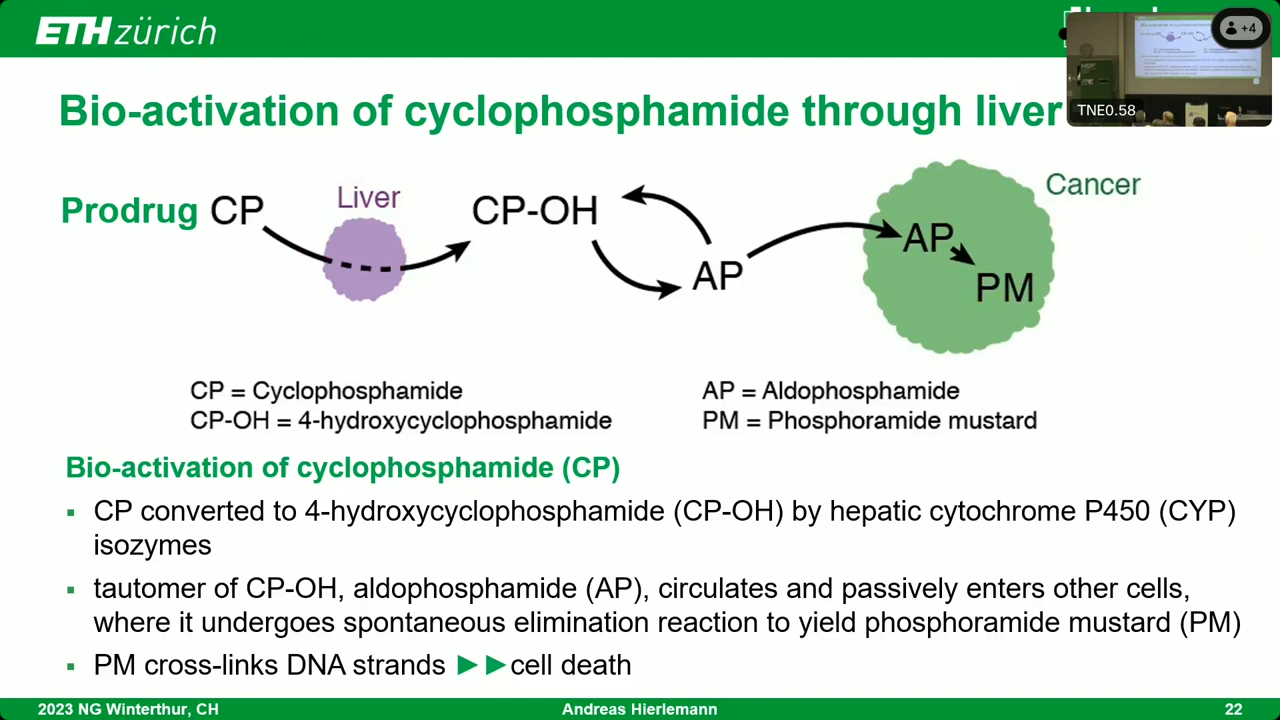 ETH zürich
+4
TNE0.58
Bio-activation of cyclophosphamide through liver
Prodrug CP
Liver
CP-OH
AP
AP
PM
Cancer
CP = Cyclophosphamide
CP-OH = 4-hydroxycyclophosphamide
AP = Aldophosphamide
PM = Phosphoramide mustard
Bio-activation of cyclophosphamide (CP)
▪ CP converted to 4-hydroxycyclophosphamide (CP-OH) by hepatic cytochrome P450 (CYP)
isozymes
▪ tautomer of CP-OH, aldophosphamide (AP), circulates and passively enters other cells,
where it undergoes spontaneous elimination reaction to yield phosphoramide mustard (PM)
▪ PM cross-links DNA strands ►►cell death
2023 NG Winterthur, CH
Andreas Hierlemann
22